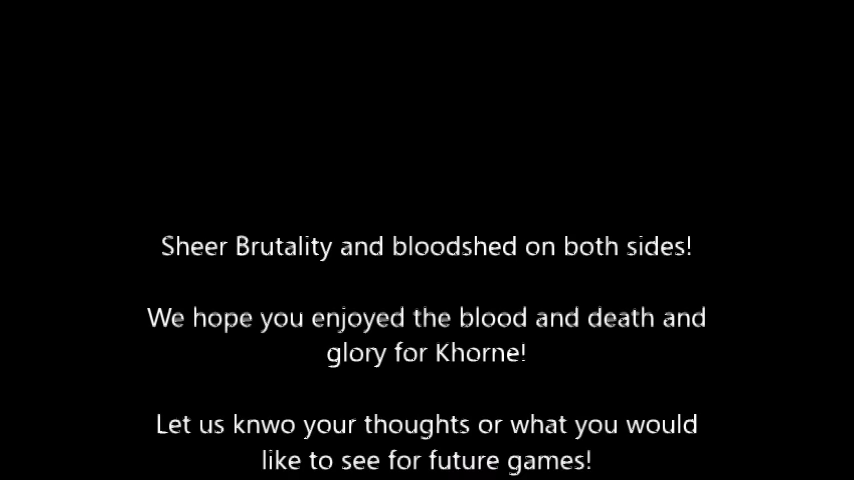 Sheer Brutality and bloodshed on both sides!
We hope you enjoyed the blood and death and
glory for Khorne!
Let us knwo your thoughts or what you would
like to see for future games!